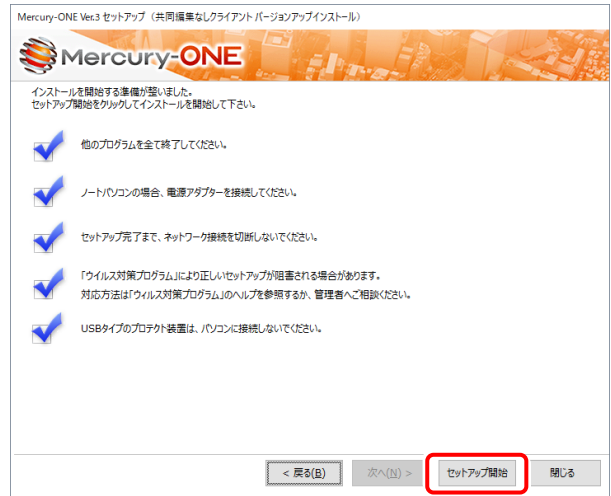 Mercury-ONE Ver.3 セットアップ（共同編集なしクライアント バージョンアップインストール）
Mercury-ONE
インストールを開始する準備が整いました。
セットアップ開始をクリックしてインストールを開始して下さい。
他のプログラムを全て終了してください。
ノートパソコンの場合、電源アダプターを接続してください。
セットアップ完了まで、ネットワーク接続を切断しないでください。
「ウイルス対策プログラム」により正しいセットアップが阻害される場合があります。
対応方法は「ウィルス対策プログラム」のヘルプを参照するか、管理者へご相談ください。
USBタイプのプロテクト装置は、パソコンに接続しないでください。
< 戻る(B) 次へ(N) > セットアップ開始 閉じる